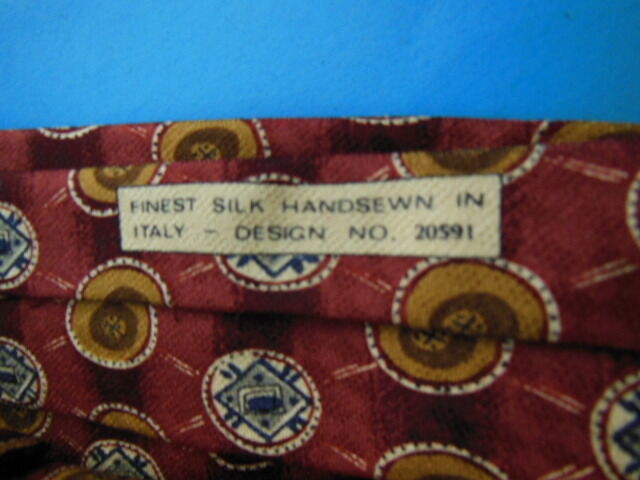 FINEST SILK HANDSEWN IN
ITALY - DESIGN NO. 20591